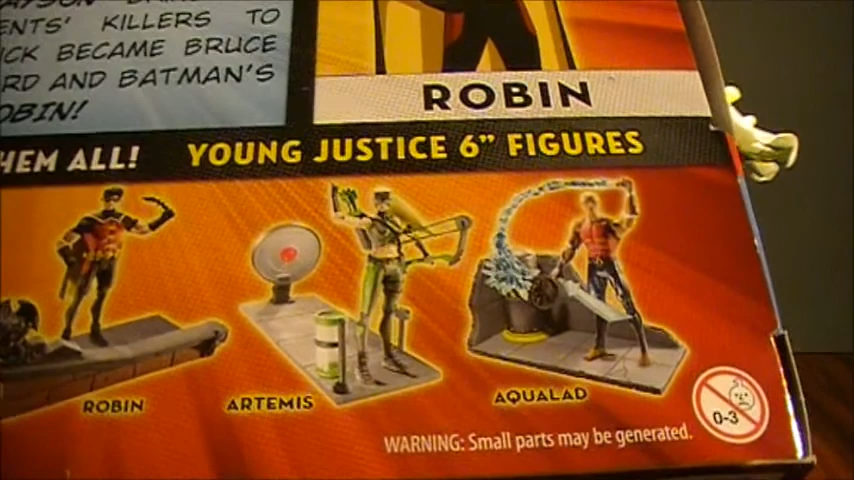 ENTS' KILLERS TO
ICK BECAME BRUCE
RD AND BATMAN'S
OBIN!
ROBIN
HEM ALL!
YOUNG JUSTICE 6" FIGURES
ROBIN
ARTEMIS
AQUALAD
0-3
WARNING: Small parts may be generated.